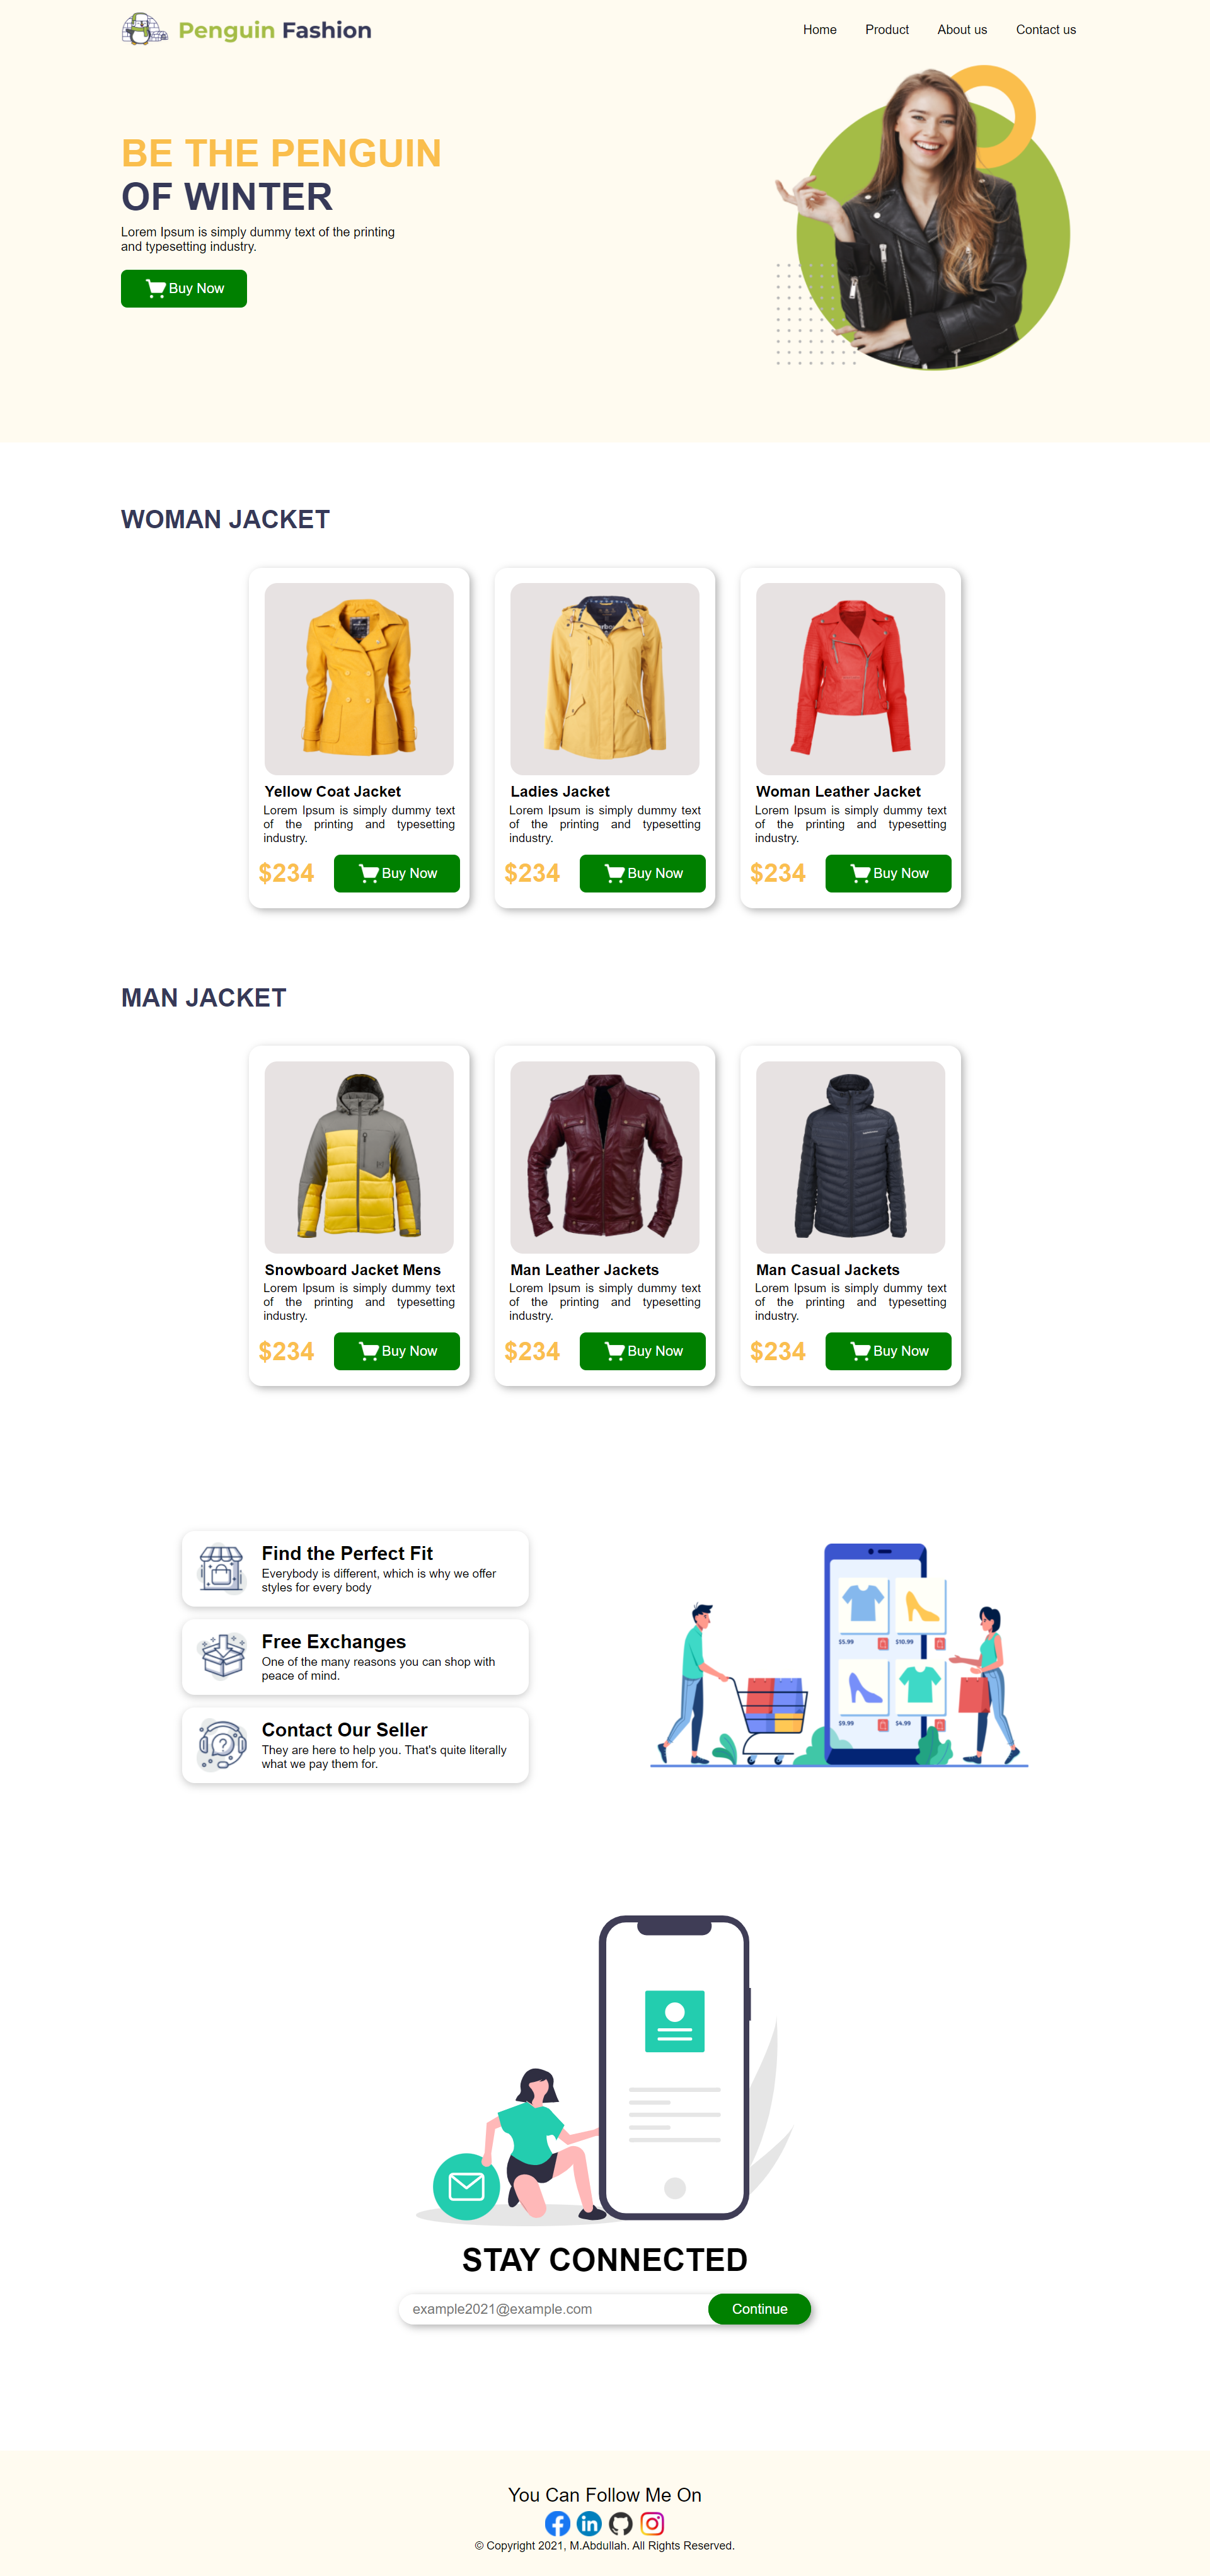 Penguin Fashion
Home Product About us Contact us
BE THE PENGUIN
OF WINTER
Lorem Ipsum is simply dummy text of the printing
and typesetting industry.
Buy Now
WOMAN JACKET
Yellow Coat Jacket
Lorem Ipsum is simply dummy text
of the printing and typesetting
industry.
$234 Buy Now
Ladies Jacket
Lorem Ipsum is simply dummy text
of the printing and typesetting
industry.
$234 Buy Now
Woman Leather Jacket
Lorem Ipsum is simply dummy text
of the printing and typesetting
industry.
$234 Buy Now
MAN JACKET
Snowboard Jacket Mens
Lorem Ipsum is simply dummy text
of the printing and typesetting
industry.
$234 Buy Now
Man Leather Jackets
Lorem Ipsum is simply dummy text
of the printing and typesetting
industry.
$234 Buy Now
Man Casual Jackets
Lorem Ipsum is simply dummy text
of the printing and typesetting
industry.
$234 Buy Now
Find the Perfect Fit
Everybody is different, which is why we offer
styles for every body
Free Exchanges
One of the many reasons you can shop with
peace of mind.
Contact Our Seller
They are here to help you. That's quite literally
what we pay them for.
$5.99 $10.99
$9.99 $4.99
STAY CONNECTED
example2021@example.com Continue
You Can Follow Me On
© Copyright 2021, M.Abdullah. All Rights Reserved.